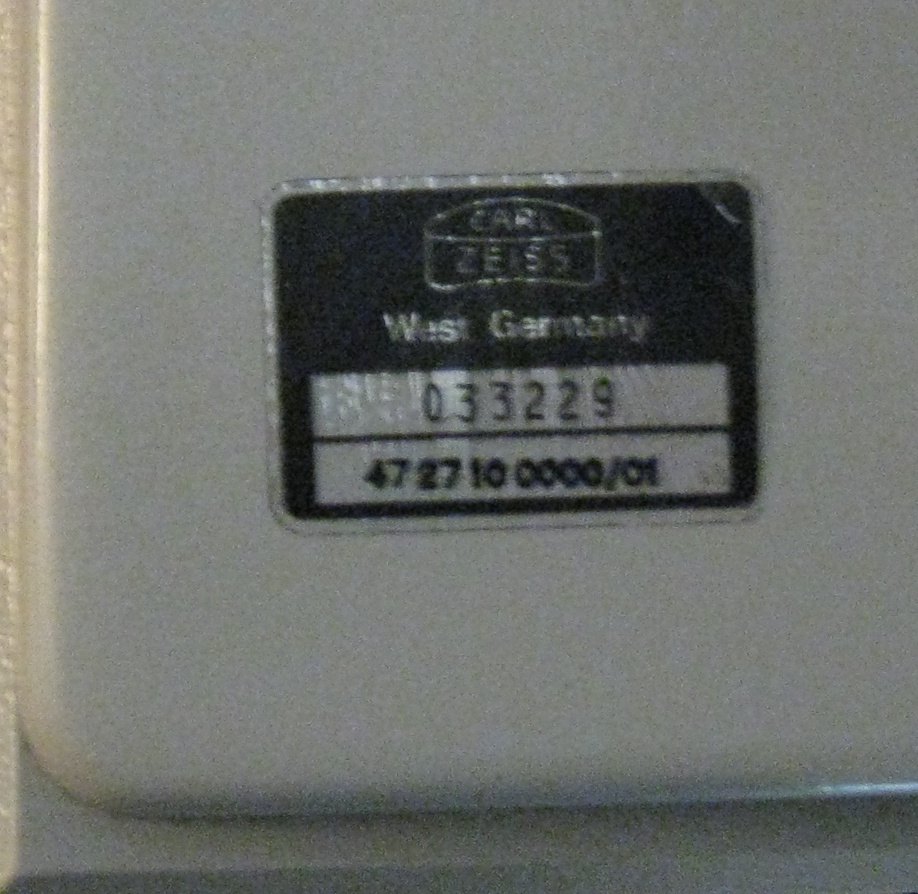 CARL
ZEISS
West Germany
033229
47 27 10 0000/01